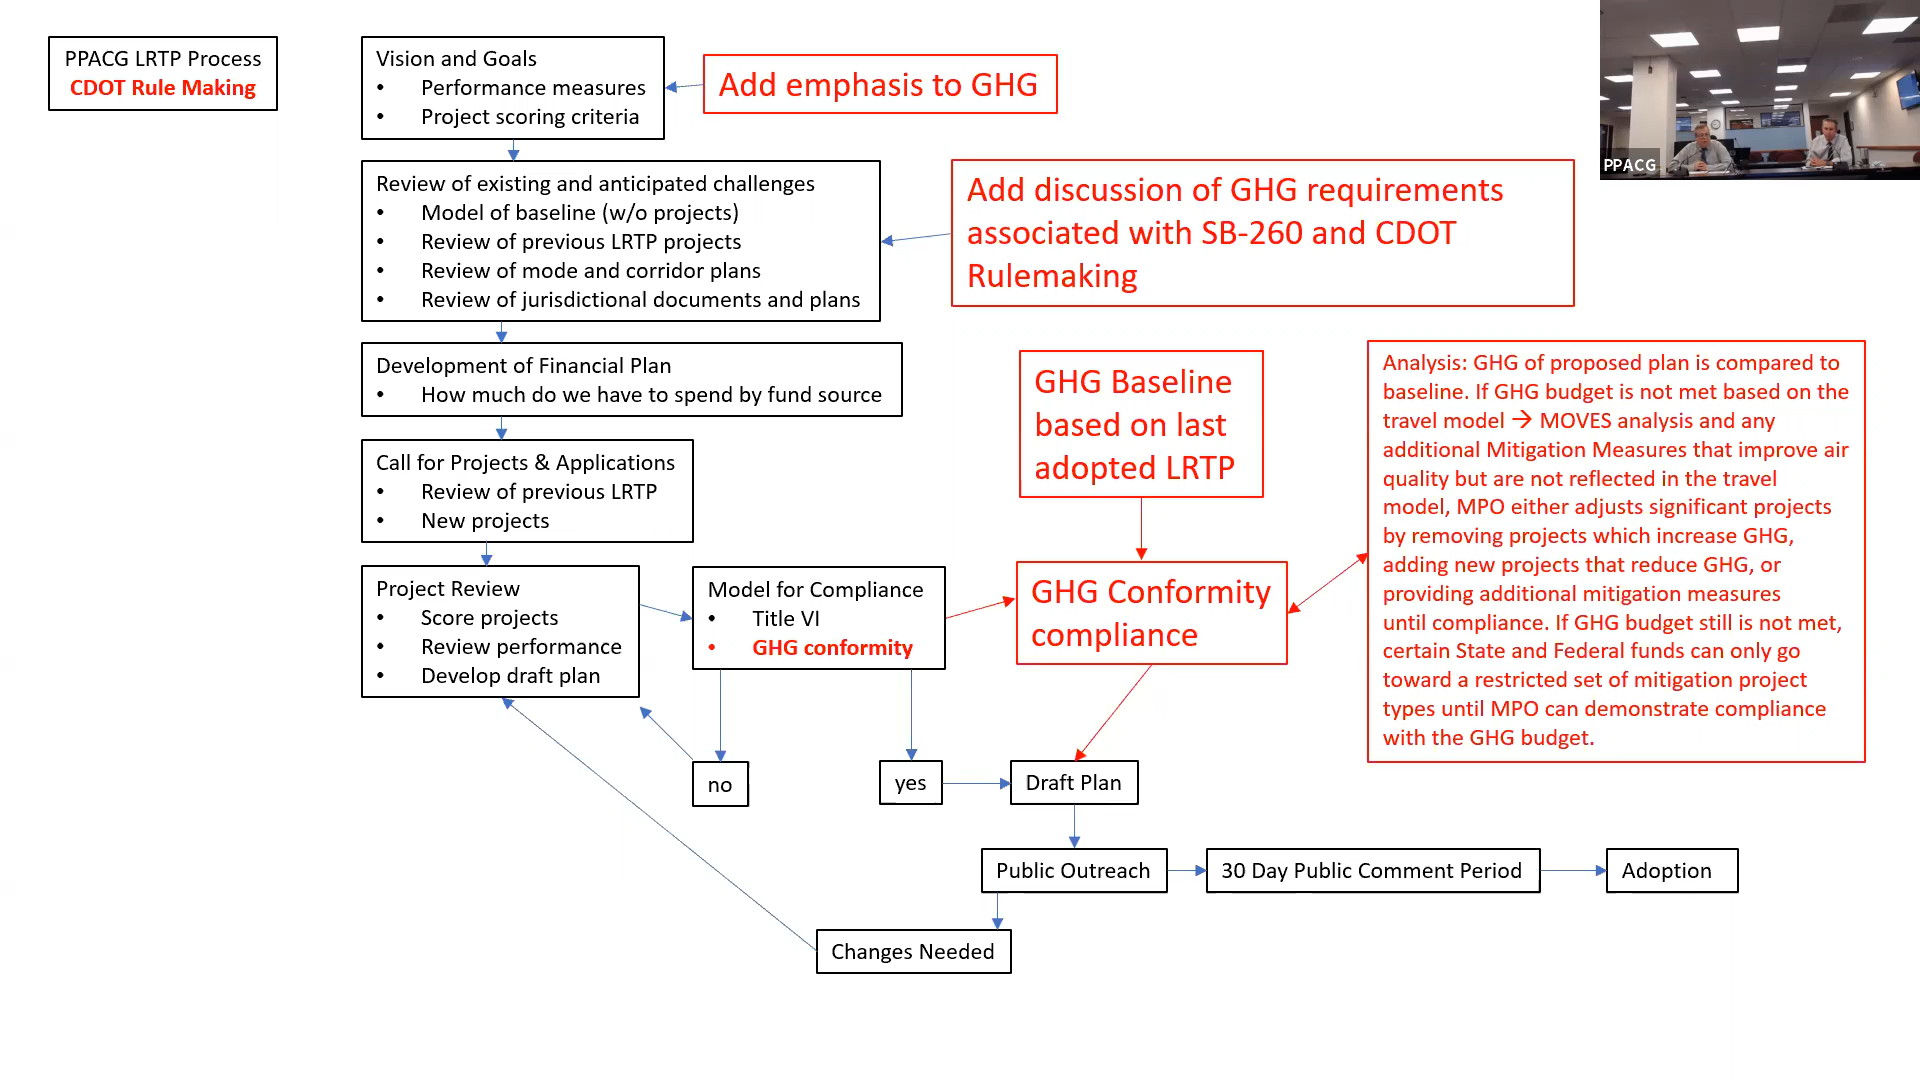 PPACG LRTP Process
CDOT Rule Making
Vision and Goals
• Performance measures
• Project scoring criteria
Add emphasis to GHG
PPACG
Review of existing and anticipated challenges
• Model of baseline (w/o projects)
• Review of previous LRTP projects
• Review of mode and corridor plans
• Review of jurisdictional documents and plans
Add discussion of GHG requirements
associated with SB-260 and CDOT
Rulemaking
Development of Financial Plan
• How much do we have to spend by fund source
Call for Projects & Applications
• Review of previous LRTP
• New projects
GHG Baseline
based on last
adopted LRTP
Analysis: GHG of proposed plan is compared to
baseline. If GHG budget is not met based on the
travel model → MOVES analysis and any
additional Mitigation Measures that improve air
quality but are not reflected in the travel
model, MPO either adjusts significant projects
by removing projects which increase GHG,
adding new projects that reduce GHG, or
providing additional mitigation measures
until compliance. If GHG budget still is not met,
certain State and Federal funds can only go
toward a restricted set of mitigation project
types until MPO can demonstrate compliance
with the GHG budget.
Project Review
• Score projects
• Review performance
• Develop draft plan
Model for Compliance
• Title VI
• GHG conformity
GHG Conformity
compliance
no
yes
Draft Plan
Public Outreach
30 Day Public Comment Period
Adoption
Changes Needed